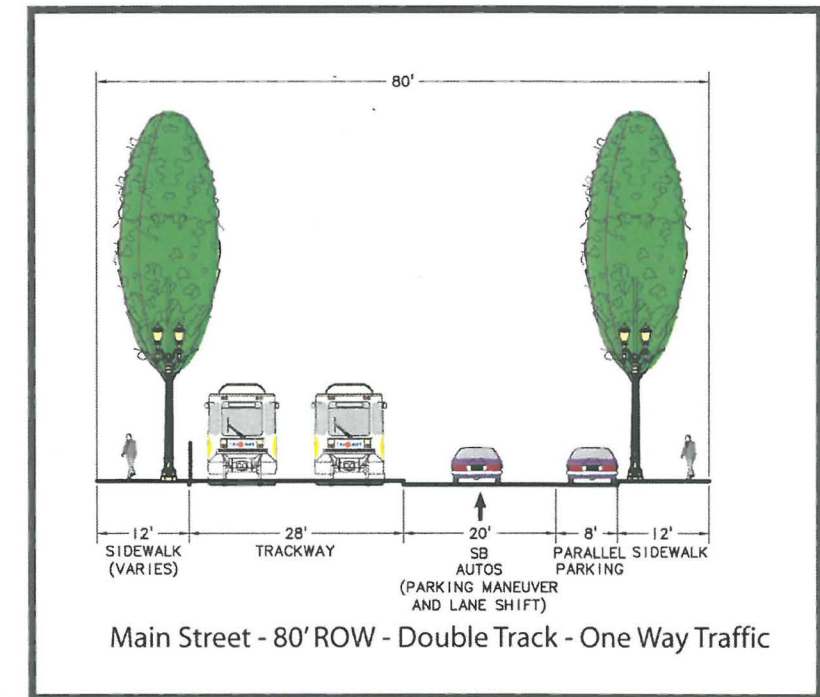 80'
12'
28'
20'
8'
12'
SIDEWALK
(VARIES)
TRACKWAY
SB
AUTOS
(PARKING MANEUVER
AND LANE SHIFT)
PARALLEL
PARKING
SIDEWALK
Main Street - 80' ROW - Double Track - One Way Traffic